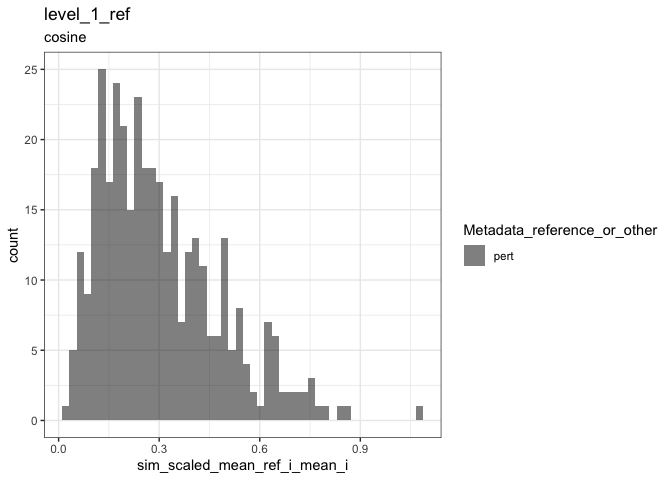 level_1_ref
cosine
25
20
15
10
5
0
count
0.0 0.3 0.6 0.9
sim_scaled_mean_ref_i_mean_i
Metadata_reference_or_other
pert